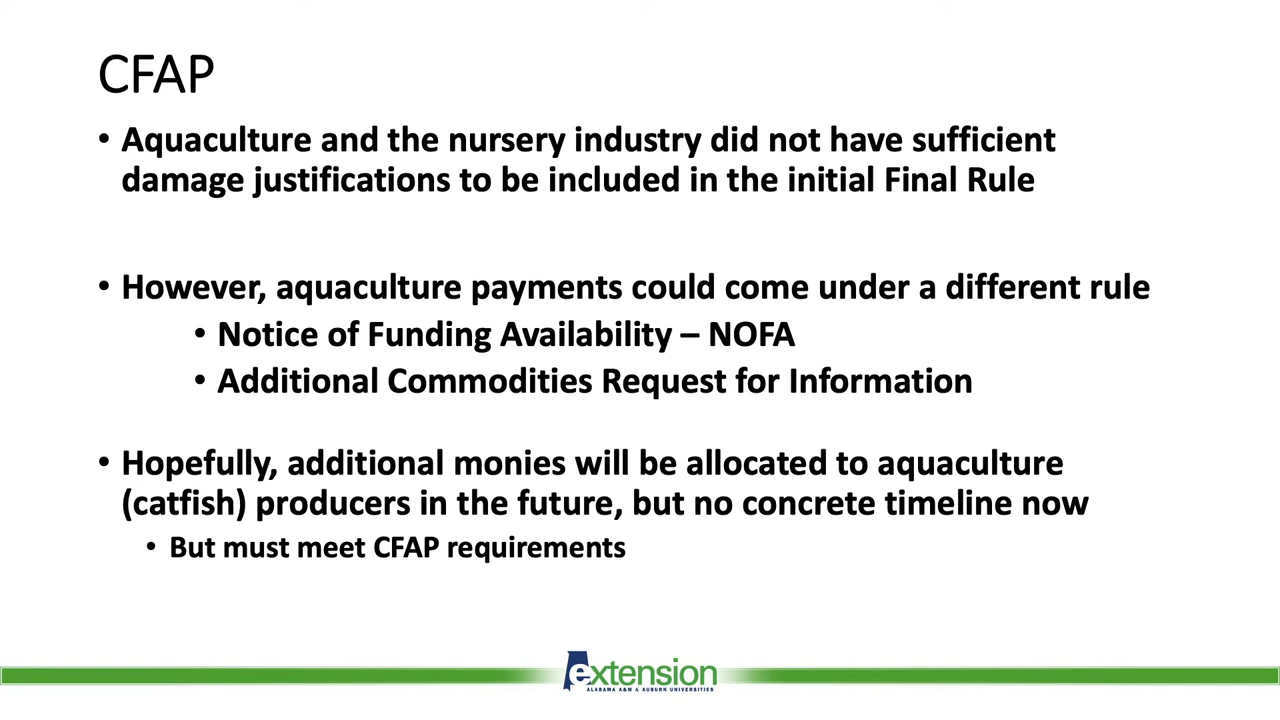 CFAP
• Aquaculture and the nursery industry did not have sufficient
damage justifications to be included in the initial Final Rule
• However, aquaculture payments could come under a different rule
• Notice of Funding Availability – NOFA
• Additional Commodities Request for Information
• Hopefully, additional monies will be allocated to aquaculture
(catfish) producers in the future, but no concrete timeline now
• But must meet CFAP requirements
extension
ALABAMA A&M & AUBURN UNIVERSITIES